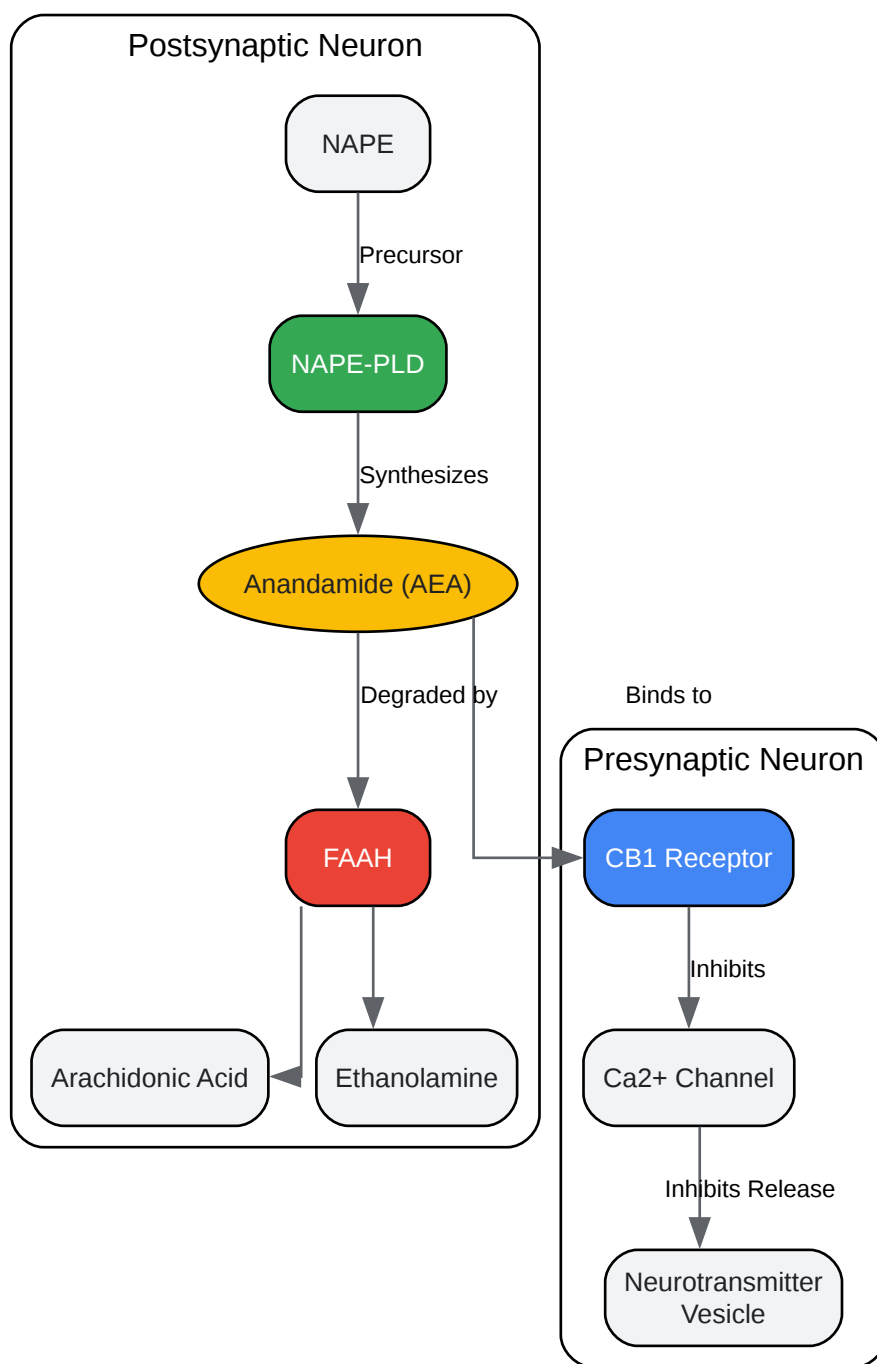 Postsynaptic Neuron
NAPE
Precursor
NAPE-PLD
Synthesizes
Anandamide (AEA)
Degraded by
Binds to
Presynaptic Neuron
FAAH
CB1 Receptor
Inhibits
Arachidonic Acid
Ethanolamine
Ca2+ Channel
Inhibits Release
Neurotransmitter
Vesicle